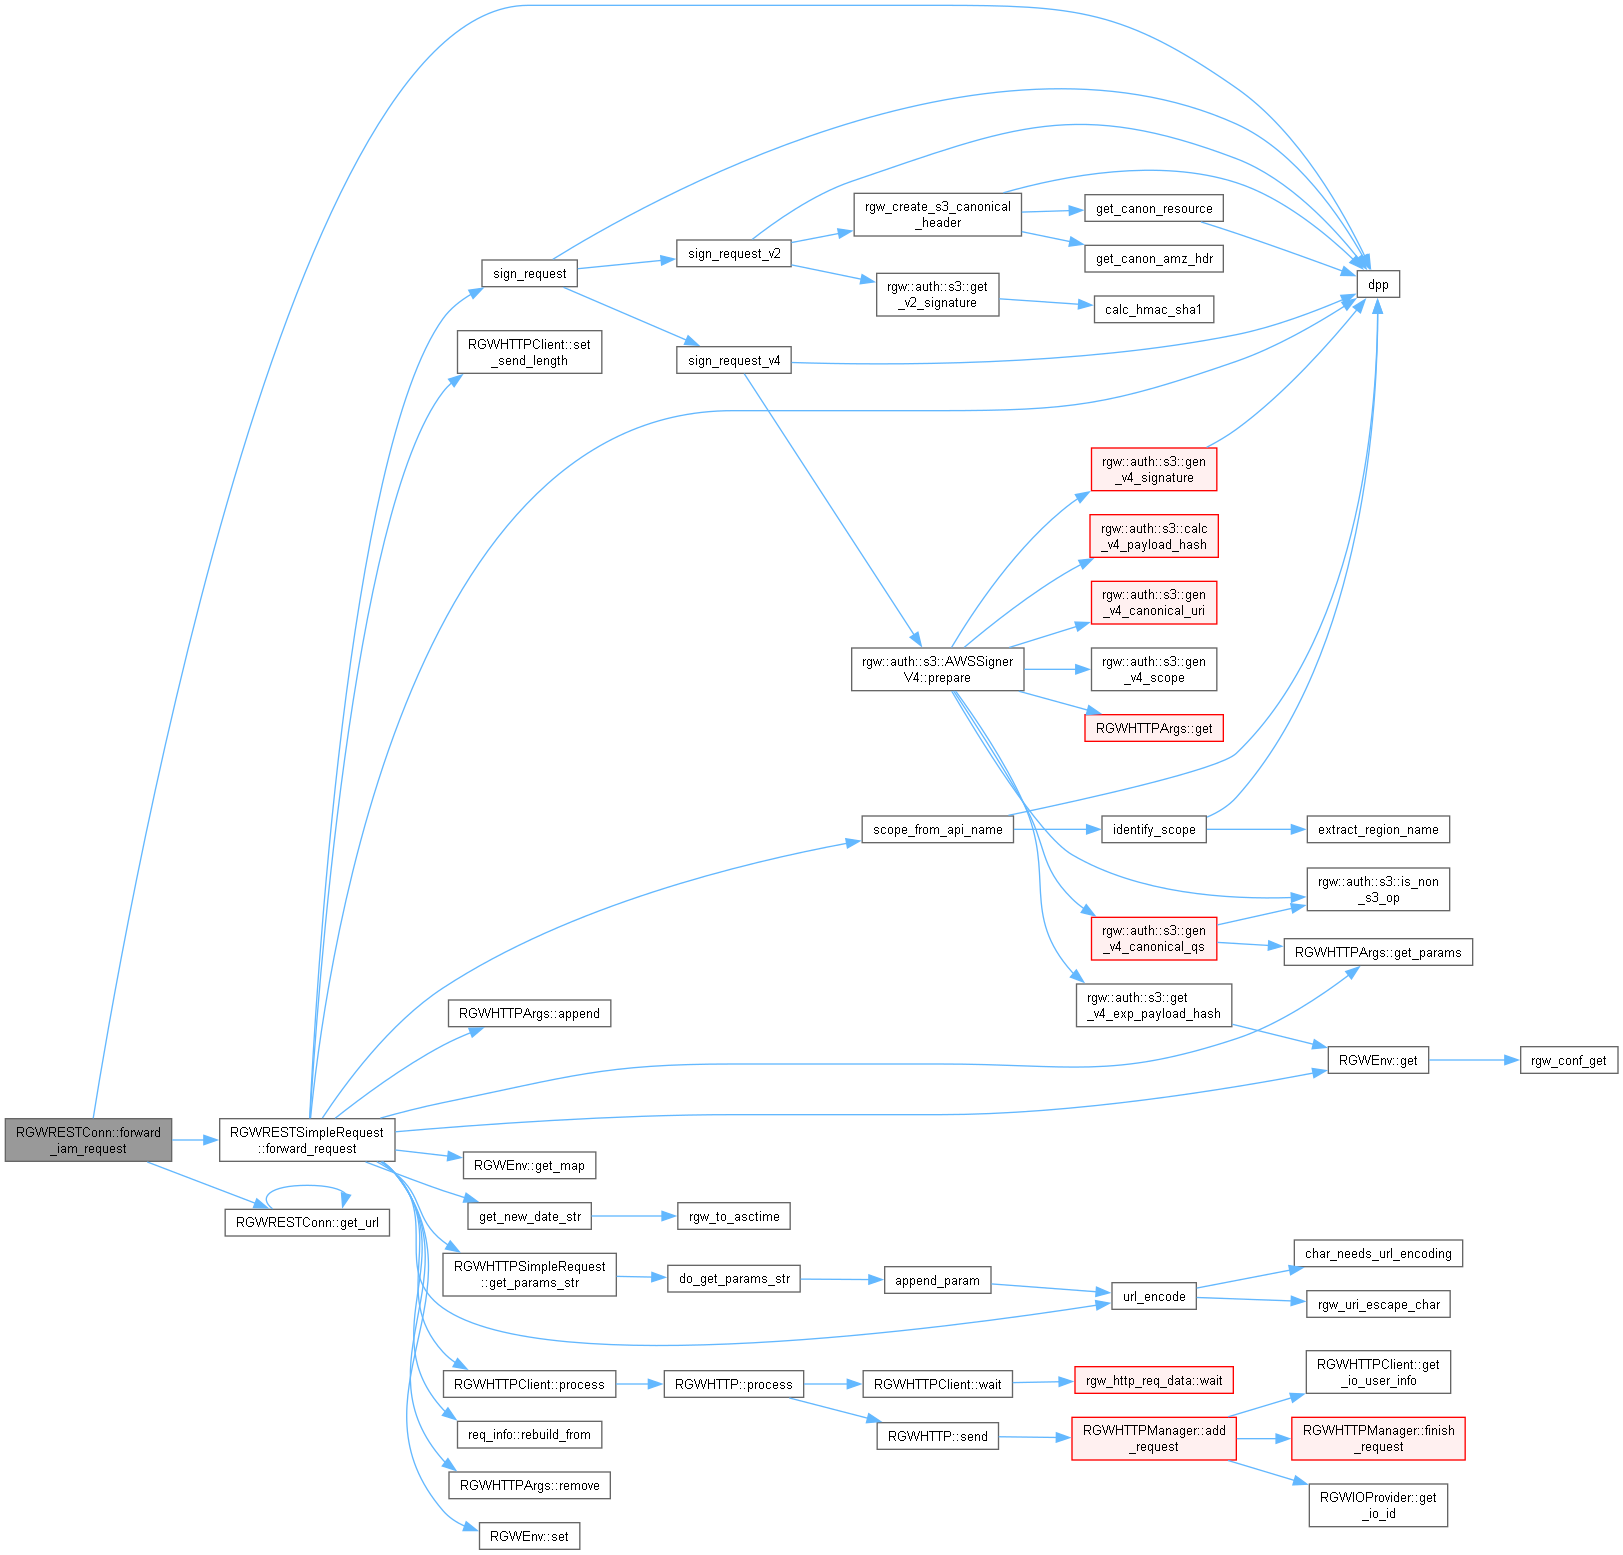 RGWRESTConn::forward
_iam_request
RGWRESTSimpleRequest
::forward_request
RGWRESTConn::get_url
sign_request
RGWHTTPClient::set
_send_length
RGWHTTPArgs::append
RGWEnv::get_map
get_new_date_str
RGWHTTPSimpleRequest
::get_params_str
RGWHTTPClient::process
req_info::rebuild_from
RGWHTTPArgs::remove
RGWEnv::set
sign_request_v2
sign_request_v4
rgw_to_asctime
do_get_params_str
RGWHTTP::process
rgw_create_s3_canonical
_header
rgw::auth::s3::get
_v2_signature
rgw::auth::s3::AWSSigner
V4::prepare
scope_from_api_name
append_param
RGWHTTPClient::wait
RGWHTTP::send
get_canon_resource
get_canon_amz_hdr
calc_hmac_sha1
rgw::auth::s3::gen
_v4_signature
rgw::auth::s3::calc
_v4_payload_hash
rgw::auth::s3::gen
_v4_canonical_uri
rgw::auth::s3::gen
_v4_scope
RGWHTTPArgs::get
identify_scope
rgw::auth::s3::gen
_v4_canonical_qs
rgw::auth::s3::get
_v4_exp_payload_hash
url_encode
rgw_http_req_data::wait
RGWHTTPManager::add
_request
dpp
extract_region_name
rgw::auth::s3::is_non
_s3_op
RGWHTTPArgs::get_params
RGWEnv::get
char_needs_url_encoding
rgw_uri_escape_char
RGWHTTPClient::get
_io_user_info
RGWHTTPManager::finish
_request
RGWIOProvider::get
_io_id
rgw_conf_get